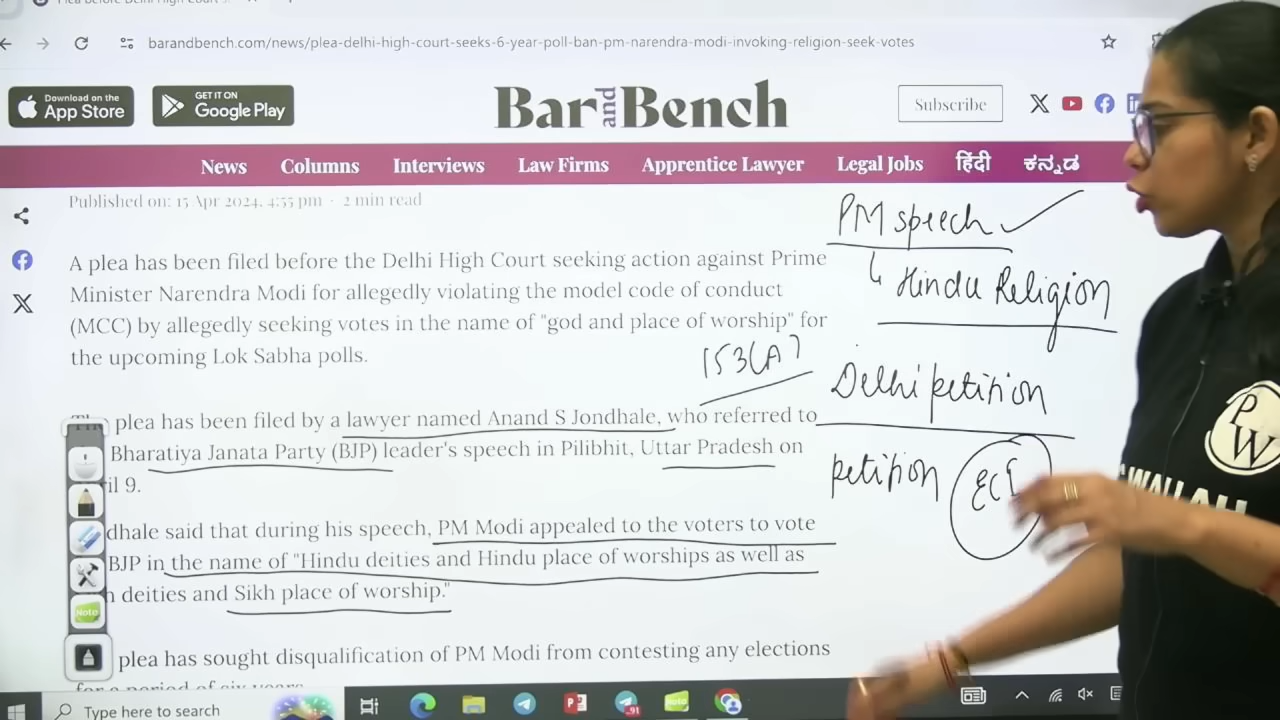 barandbench.com/news/plea-delhi-high-court-seeks-6-year-poll-ban-pm-narendra-modi-invoking-religion-seek-votes
Download on the
App Store
GET IT ON
Google Play
Bar and Bench
Subscribe
News Columns Interviews Law Firms Apprentice Lawyer Legal Jobs हिंदी ಕನ್ನಡ
Published on: 15 Apr 2024, 4:55 pm · 2 min read
A plea has been filed before the Delhi High Court seeking action against Prime
Minister Narendra Modi for allegedly violating the model code of conduct
(MCC) by allegedly seeking votes in the name of "god and place of worship" for
the upcoming Lok Sabha polls.
plea has been filed by a lawyer named Anand S Jondhale, who referred to
Bharatiya Janata Party (BJP) leader's speech in Pilibhit, Uttar Pradesh on
il 9.
dhale said that during his speech, PM Modi appealed to the voters to vote
BJP in the name of "Hindu deities and Hindu place of worships as well as
deities and Sikh place of worship."
plea has sought disqualification of PM Modi from contesting any elections
for a period of six years
PM speech
Hindu Religion
153(A)
Delhi petition
petition ECI
PW
WALLAH
Note
Type here to search
91